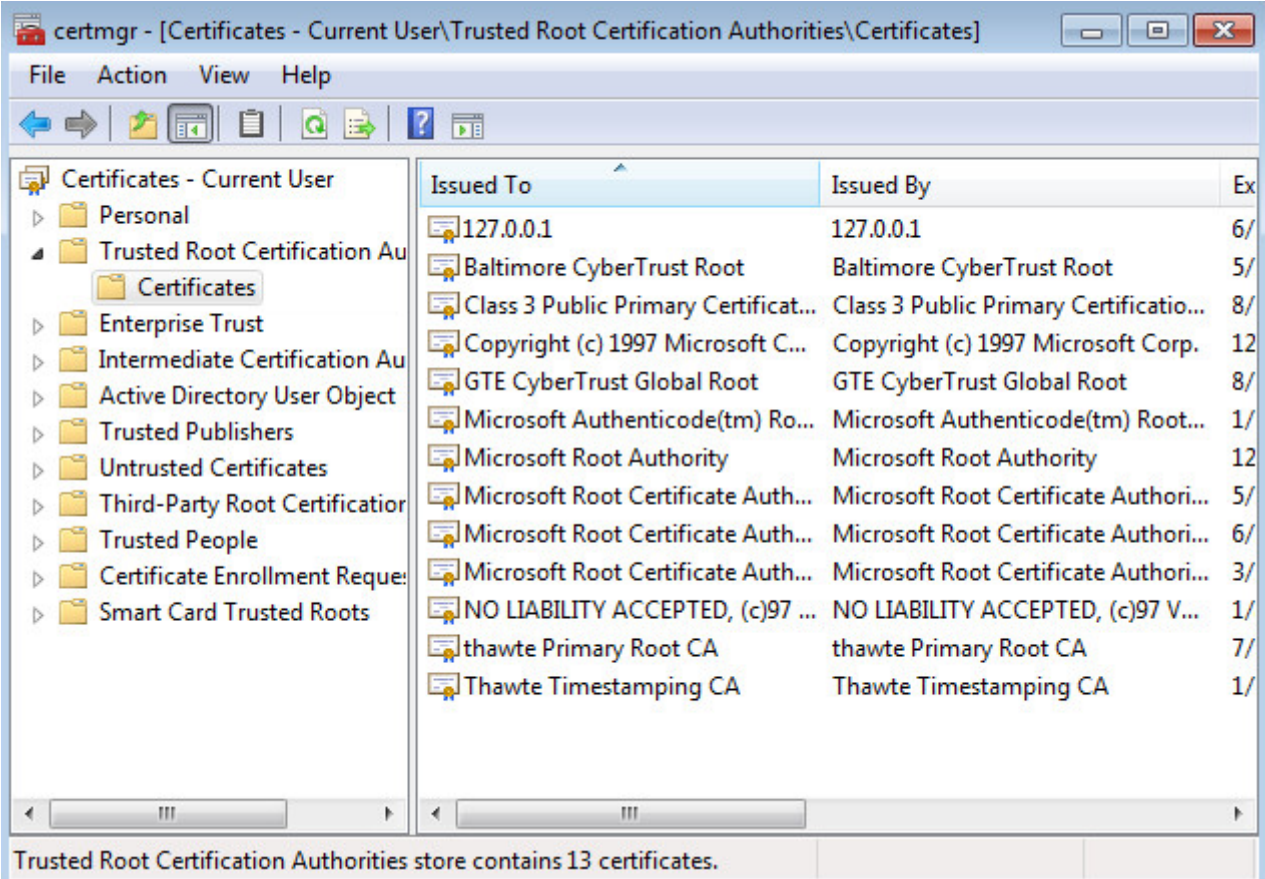 certmgr - [Certificates - Current User\Trusted Root Certification Authorities\Certificates]
File Action View Help
Certificates - Current User
Personal
Trusted Root Certification Au
Certificates
Enterprise Trust
Intermediate Certification Au
Active Directory User Object
Trusted Publishers
Untrusted Certificates
Third-Party Root Certification
Trusted People
Certificate Enrollment Reques
Smart Card Trusted Roots
Issued To Issued By Ex
127.0.0.1 127.0.0.1 6/
Baltimore CyberTrust Root Baltimore CyberTrust Root 5/
Class 3 Public Primary Certificat... Class 3 Public Primary Certificatio... 8/
Copyright (c) 1997 Microsoft C... Copyright (c) 1997 Microsoft Corp. 12
GTE CyberTrust Global Root GTE CyberTrust Global Root 8/
Microsoft Authenticode(tm) Ro... Microsoft Authenticode(tm) Root... 1/
Microsoft Root Authority Microsoft Root Authority 12
Microsoft Root Certificate Auth... Microsoft Root Certificate Authori... 5/
Microsoft Root Certificate Auth... Microsoft Root Certificate Authori... 6/
Microsoft Root Certificate Auth... Microsoft Root Certificate Authori... 3/
NO LIABILITY ACCEPTED, (c)97 ... NO LIABILITY ACCEPTED, (c)97 V... 1/
thawte Primary Root CA thawte Primary Root CA 7/
Thawte Timestamping CA Thawte Timestamping CA 1/
Trusted Root Certification Authorities store contains 13 certificates.